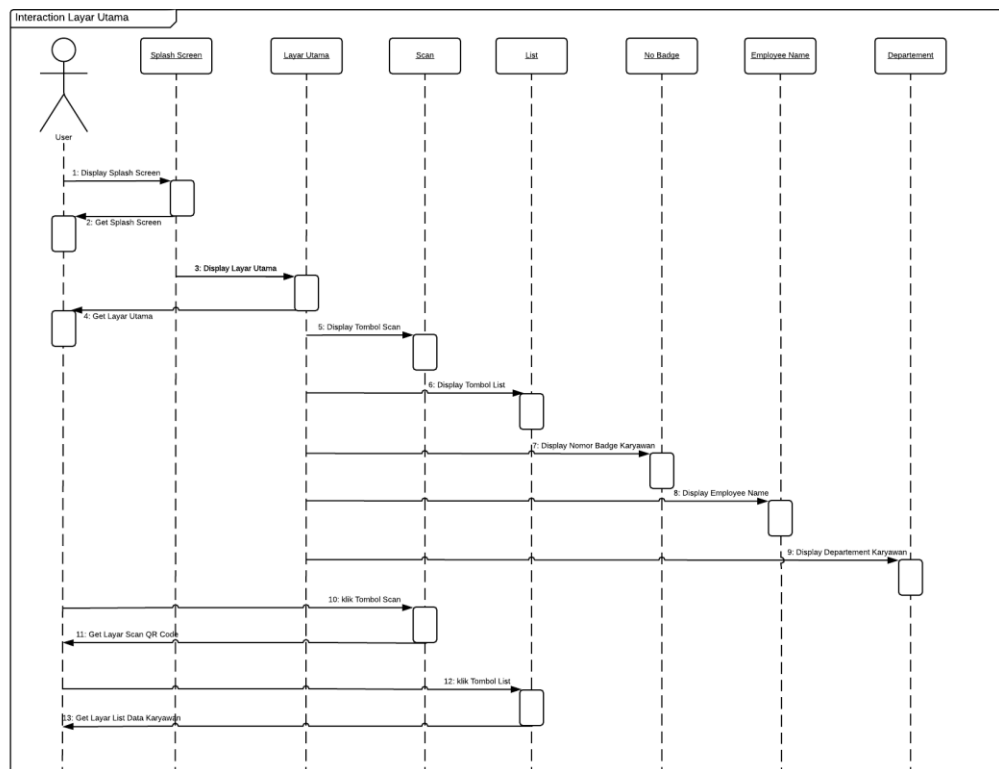 Interaction Layar Utama
Splash Screen
Layar Utama
Scan
List
No Badge
Employee Name
Departement
User
1: Display Splash Screen
2: Get Splash Screen
3: Display Layar Utama
4: Get Layar Utama
5: Display Tombol Scan
6: Display Tombol List
7: Display Nomor Badge Karyawan
8: Display Employee Name
9: Display Departement Karyawan
10: klik Tombol Scan
11: Get Layar Scan QR Code
12: klik Tombol List
13: Get Layar List Data Karyawan